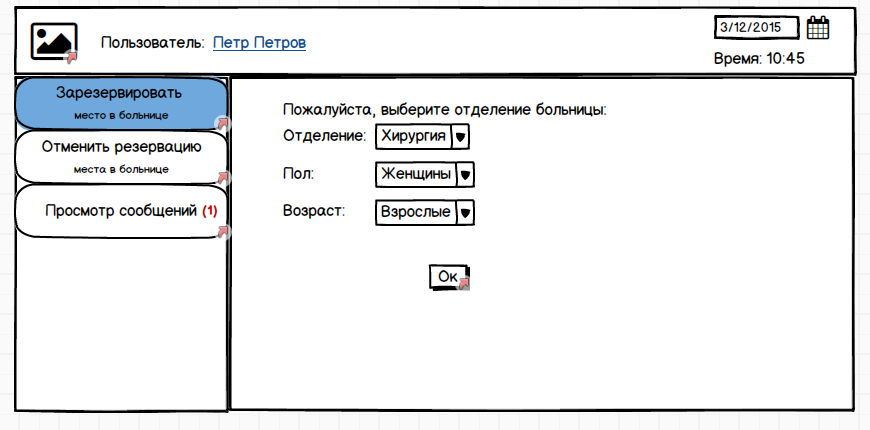 Пользователь: Петр Петров
3/12/2015
Время: 10:45
Зарезервировать
место в больнице
Отменить резервацию
места в больнице
Просмотр сообщений (1)
Пожалуйста, выберите отделение больницы:
Отделение: Хирургия
Пол: Женщины
Возраст: Взрослые
Ок